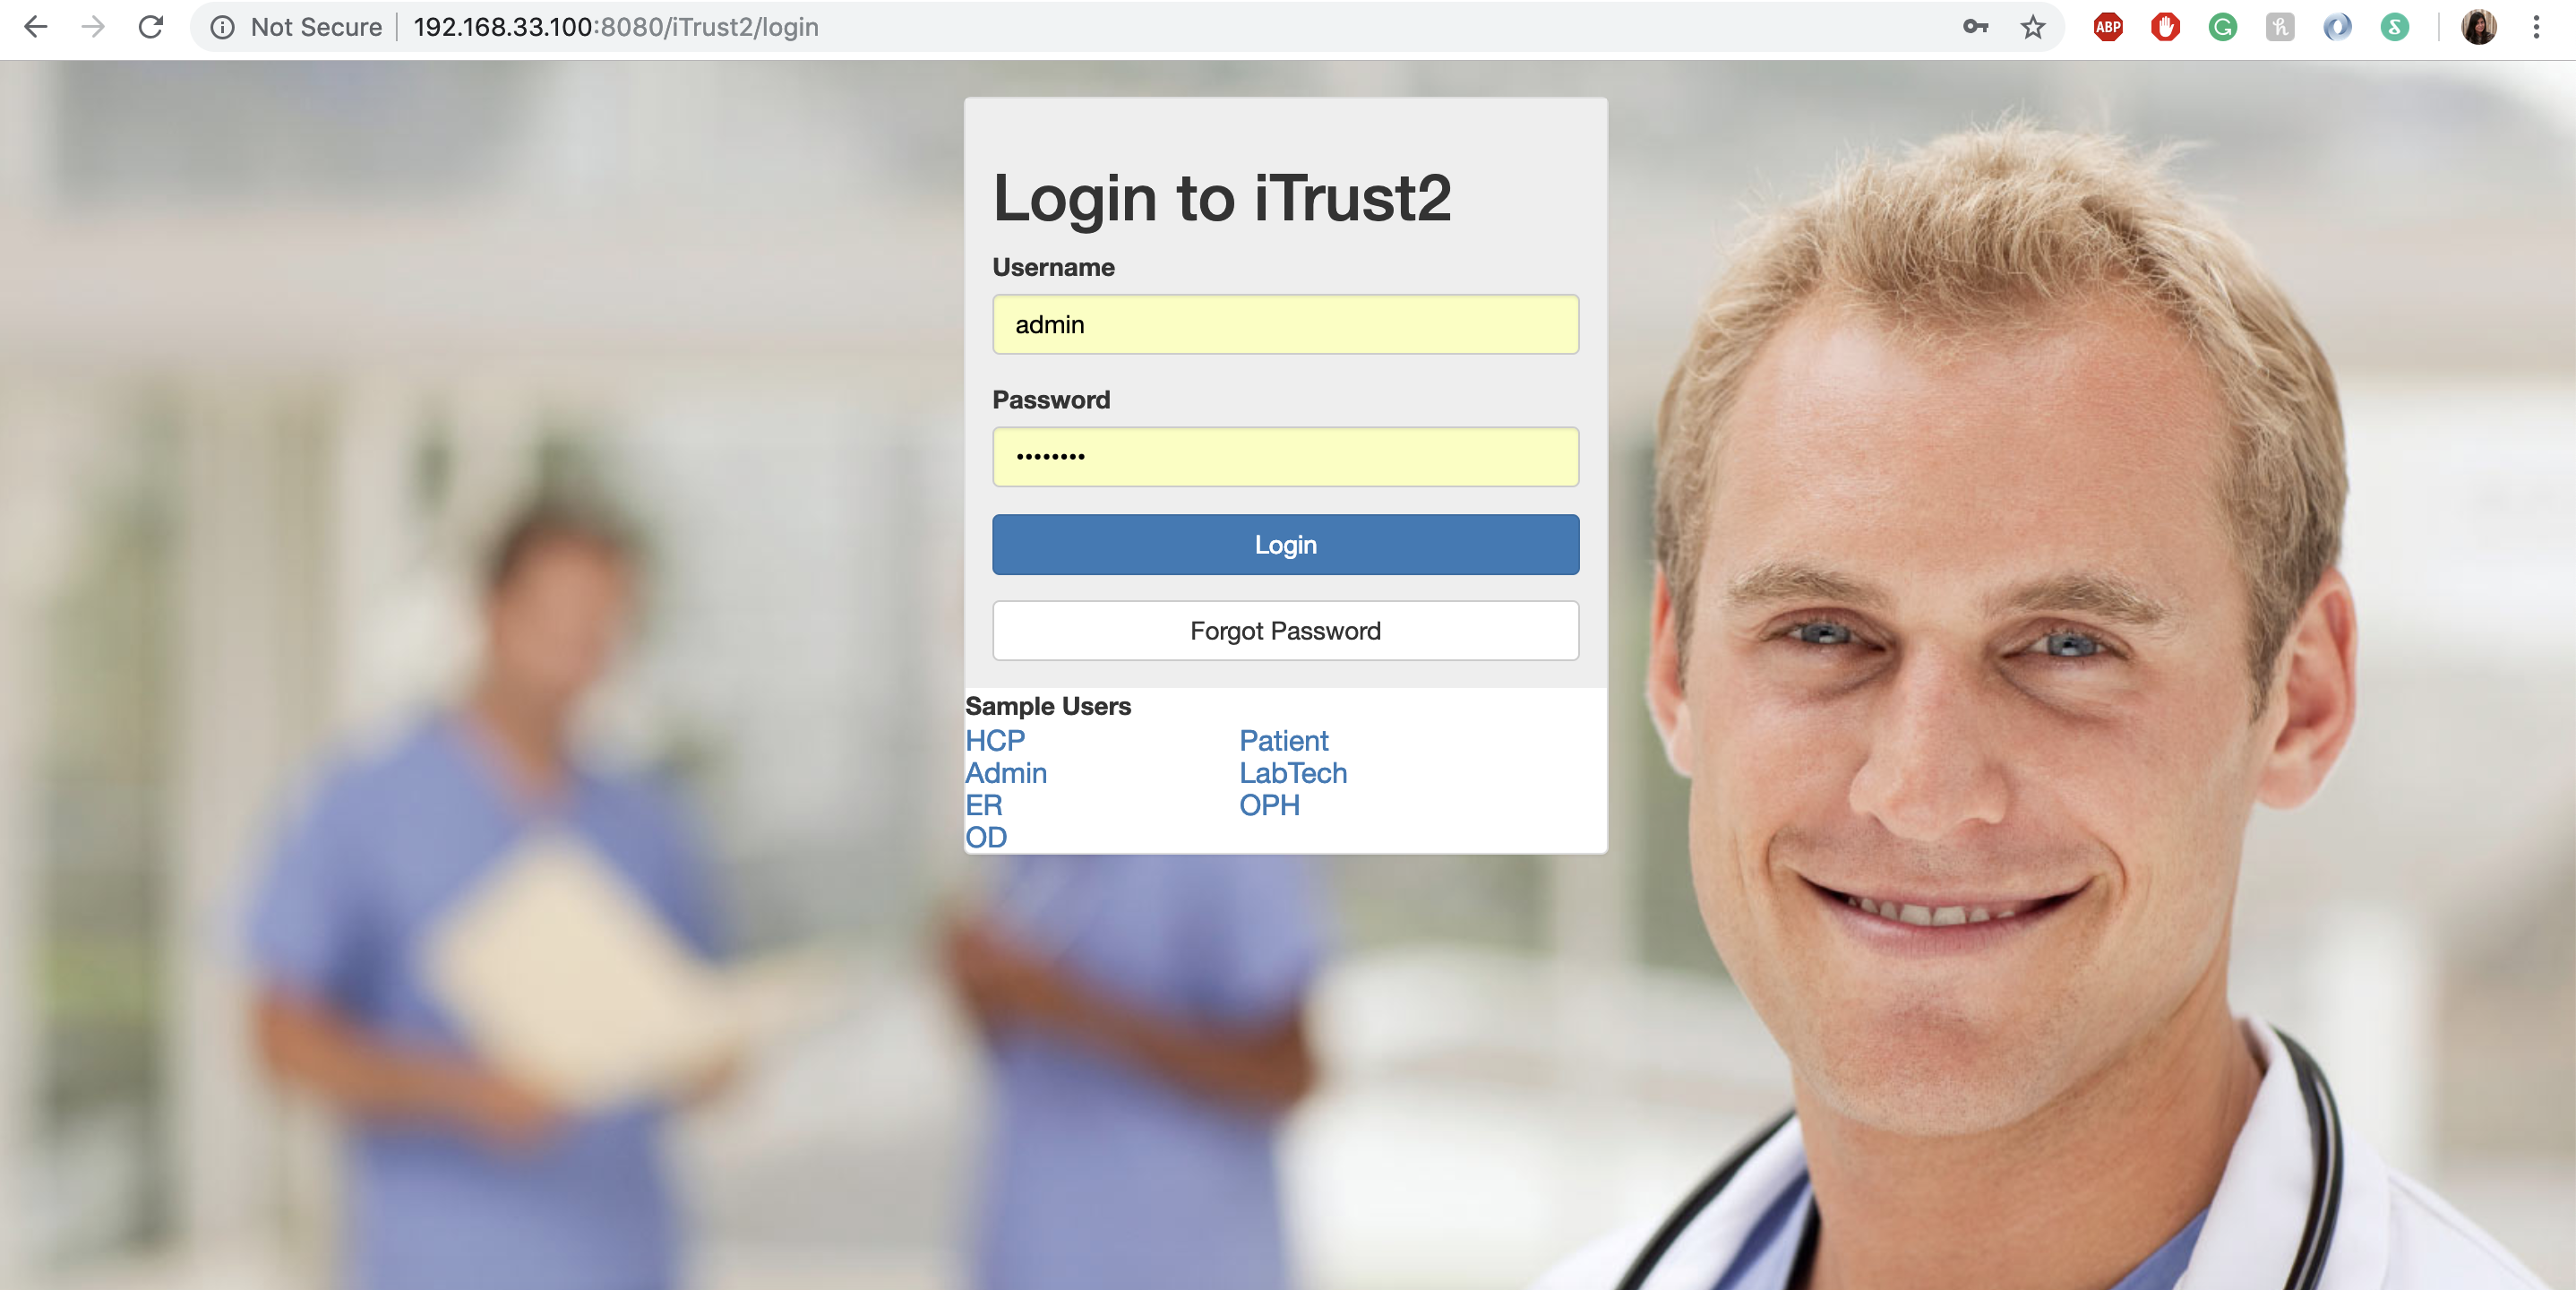 Not Secure 192.168.33.100:8080/iTrust2/login
ABP
Login to iTrust2
Username
admin
Password
••••••••
Login
Forgot Password
Sample Users
HCP Patient
Admin LabTech
ER OPH
OD